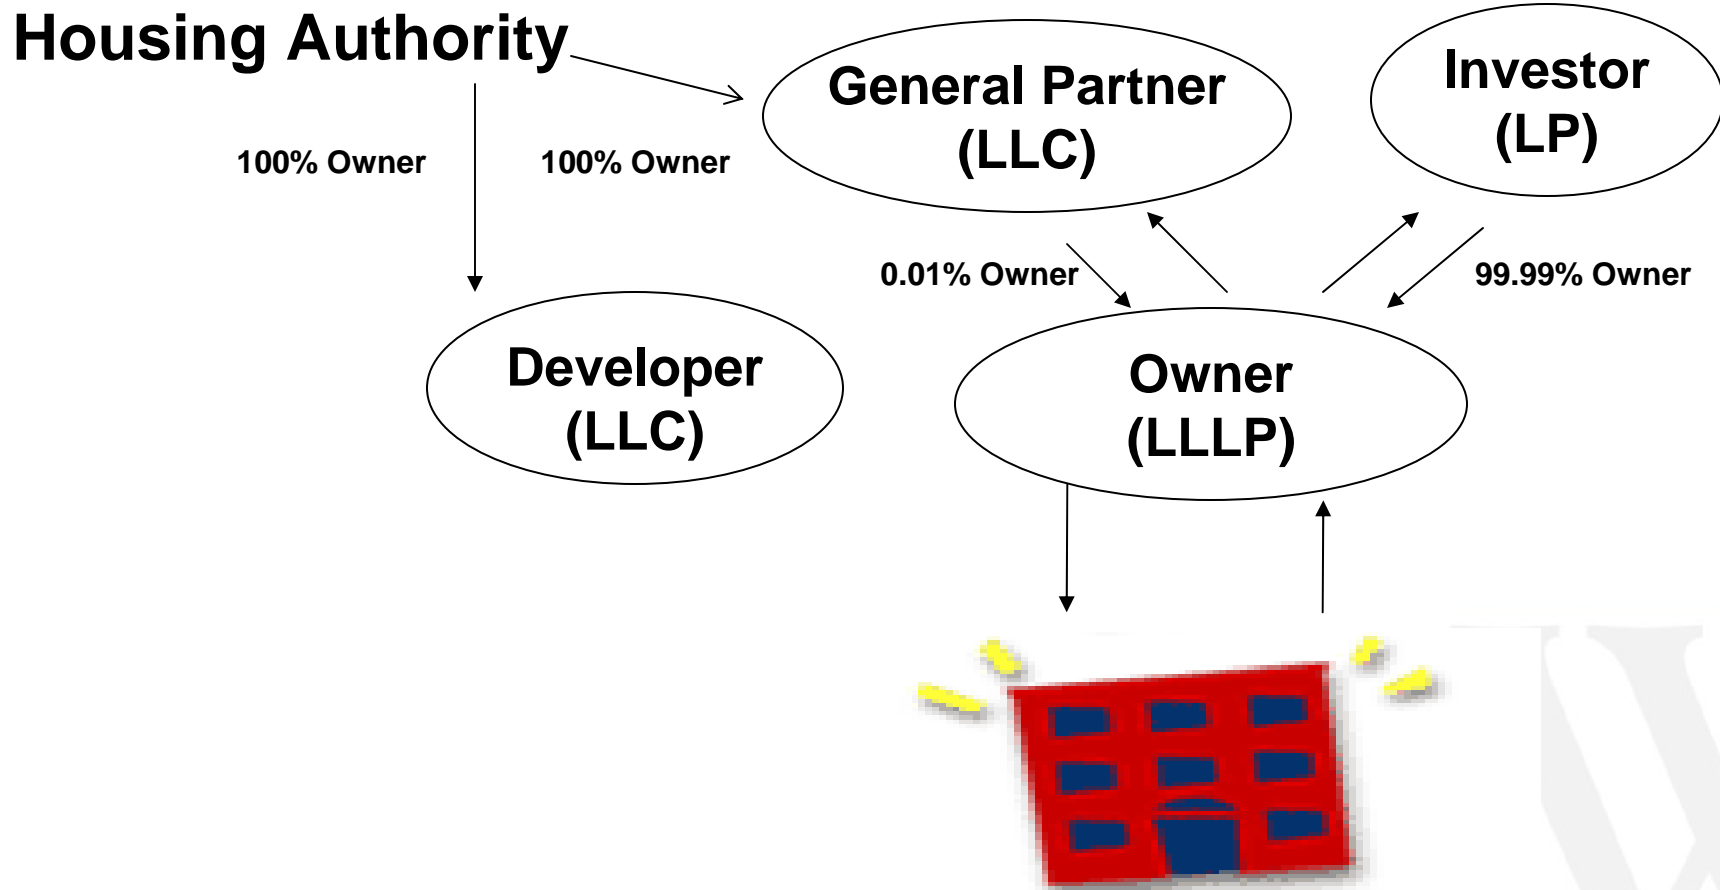 Housing Authority
General Partner
(LLC)
Investor
(LP)
100% Owner
100% Owner
0.01% Owner
99.99% Owner
Developer
(LLC)
Owner
(LLLP)